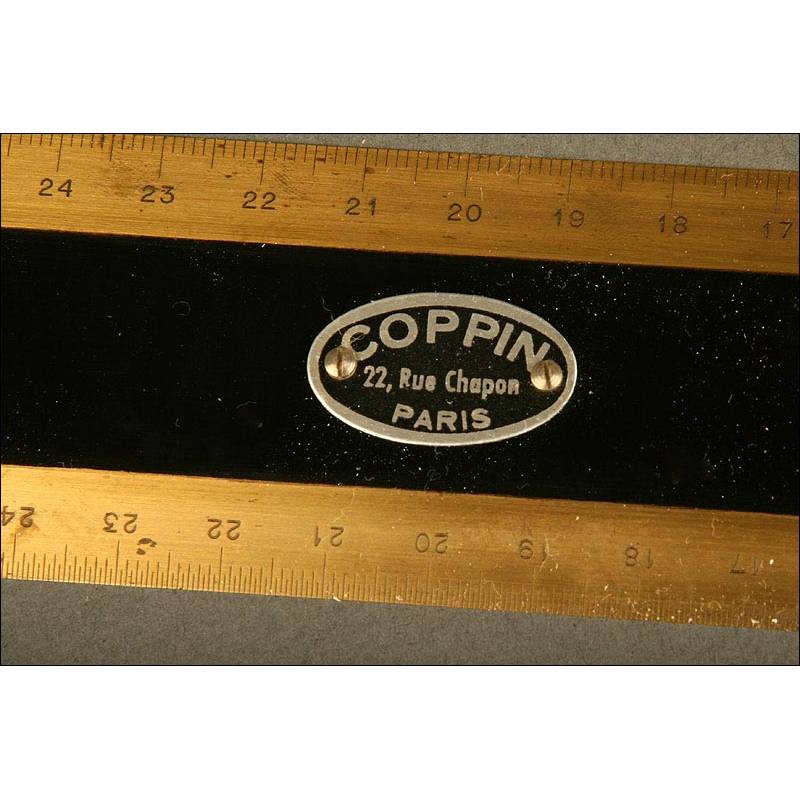 24 23 22 21 20 19 18 17
COPPIN
22, Rue Chapon
PARIS
24 23 22 21 20 19 18 17